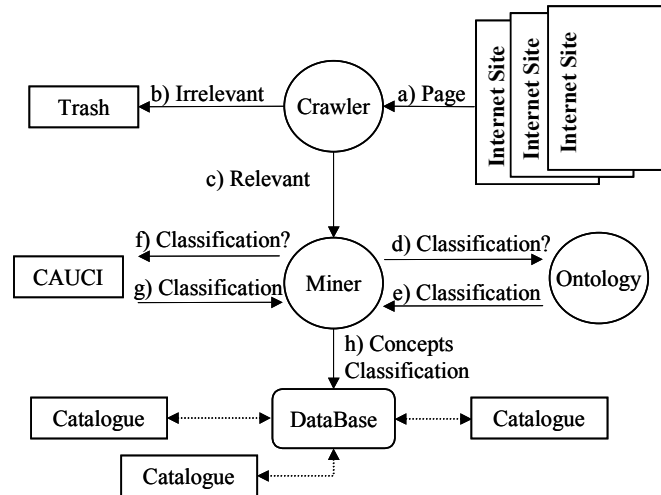 b) Irrelevant
Trash
Crawler
a) Page
Internet Site
Internet Site
Internet Site
c) Relevant
f) Classification?
d) Classification?
CAUCI
Miner
Ontology
g) Classification
e) Classification
h) Concepts
Classification
Catalogue
DataBase
Catalogue
Catalogue